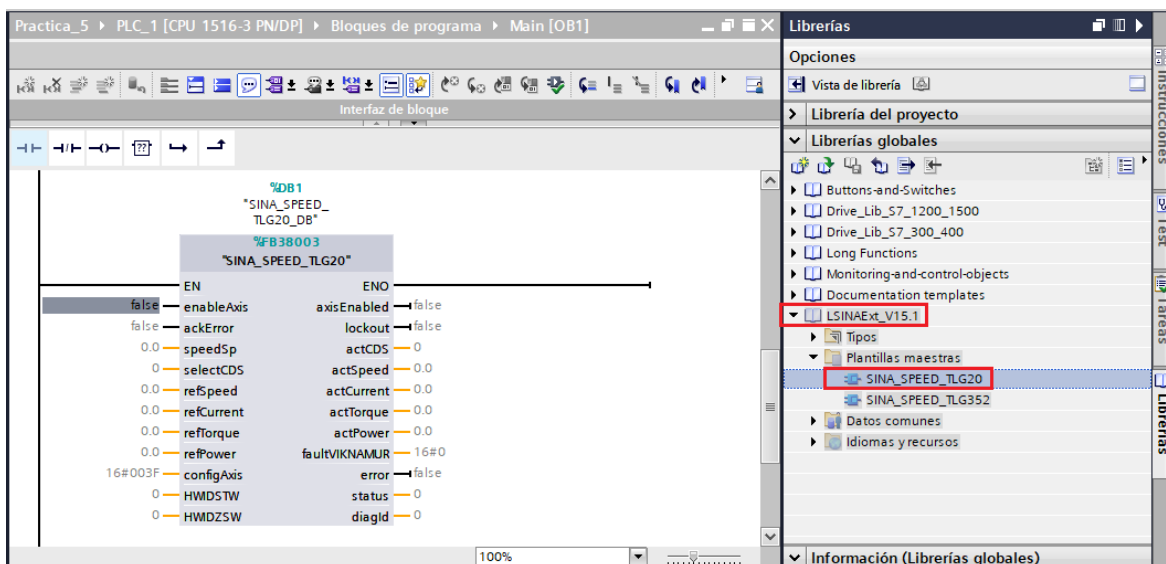 Practica_5 ▸ PLC_1 [CPU 1516-3 PN/DP] ▸ Bloques de programa ▸ Main [OB1]
Interfaz de bloque
??
%DB1
"SINA_SPEED_
TLG20_DB"
%FB38003
"SINA_SPEED_TLG20"
EN ENO
false enableAxis axisEnabled false
false ackError lockout false
0.0 speedSp actCDS 0
0 selectCDS actSpeed 0.0
0.0 refSpeed actCurrent 0.0
0.0 refCurrent actTorque 0.0
0.0 refTorque actPower 0.0
0.0 refPower faultVIKNAMUR 16#0
16#003F configAxis error false
0 HWIDSTW status 0
0 HWIDZSW diagId 0
100%
Librerías
Opciones
Vista de librería
Librería del proyecto
Librerías globales
Buttons-and-Switches
Drive_Lib_S7_1200_1500
Drive_Lib_S7_300_400
Long Functions
Monitoring-and-control-objects
Documentation templates
LSINAExt_V15.1
Tipos
Plantillas maestras
SINA_SPEED_TLG20
SINA_SPEED_TLG352
Datos comunes
Idiomas y recursos
Información (Librerías globales)
Instrucciones
Test
Tareas
Librerías